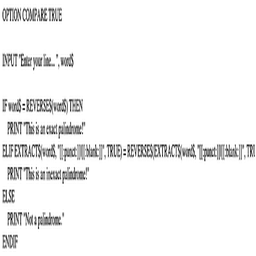 OPTION COMPARE TRUE
INPUT "Enter your line... ", word$
IF word$ = REVERSE$(word$) THEN
PRINT "This is an exact palindrome!"
ELIF EXTRACT$(word$, "[[:punct:]]|[[:blank:]]", TRUE) = REVERSE$(EXTRACT$(word$, "[[:punct:]]|[[:blank:]]", TRU
PRINT "This is an inexact palindrome!"
ELSE
PRINT "Not a palindrome."
ENDIF